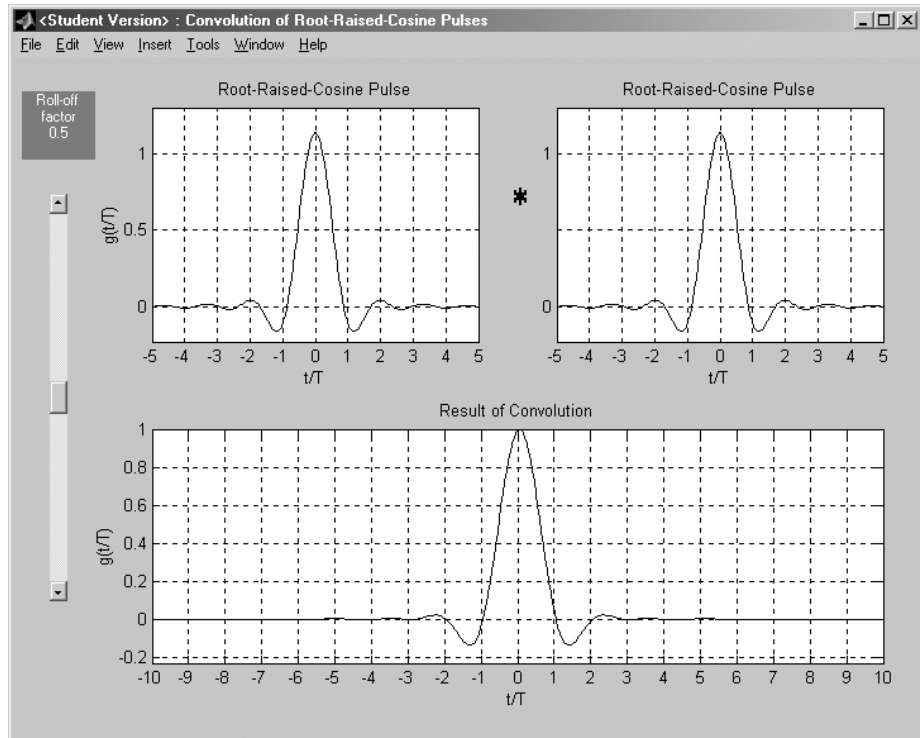 <Student Version> : Convolution of Root-Raised-Cosine Pulses
File Edit View Insert Tools Window Help
Roll-off
factor
0.5
Root-Raised-Cosine Pulse
1
0.5
0
g(t/T)
-5 -4 -3 -2 -1 0 1 2 3 4 5
t/T
*
Root-Raised-Cosine Pulse
1
0.5
0
-5 -4 -3 -2 -1 0 1 2 3 4 5
t/T
Result of Convolution
1
0.8
0.6
0.4
0.2
0
-0.2
g(t/T)
-10 -9 -8 -7 -6 -5 -4 -3 -2 -1 0 1 2 3 4 5 6 7 8 9 10
t/T